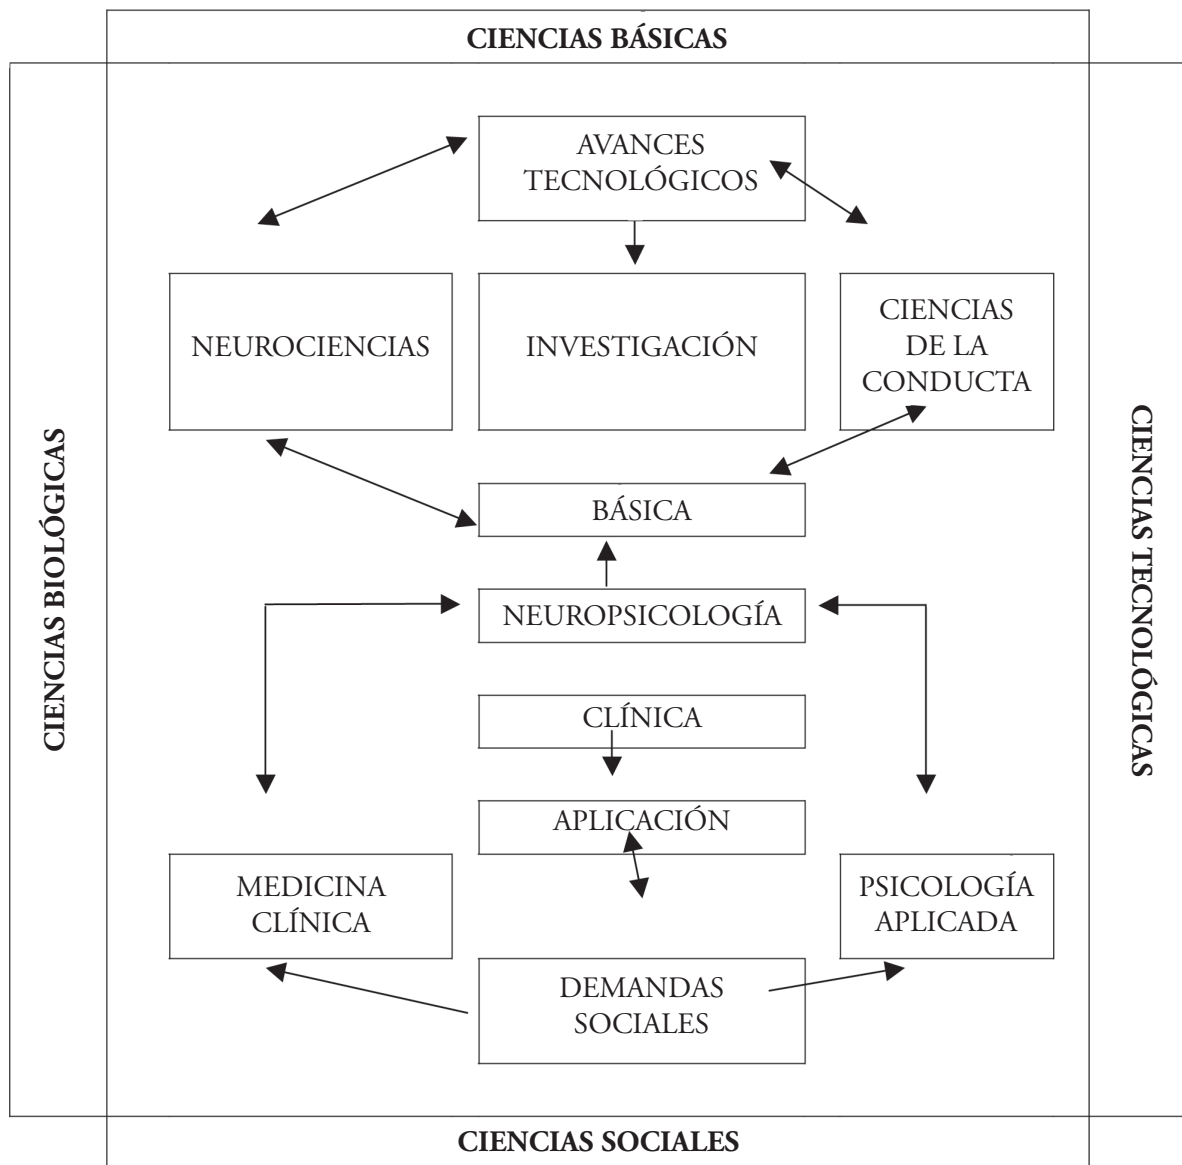 CIENCIAS BÁSICAS
AVANCES
TECNOLÓGICOS
NEUROCIENCIAS
INVESTIGACIÓN
CIENCIAS
DE LA
CONDUCTA
CIENCIAS BIOLÓGICAS
CIENCIAS TECNOLÓGICAS
BÁSICA
NEUROPSICOLOGÍA
CLÍNICA
APLICACIÓN
MEDICINA
CLÍNICA
PSICOLOGÍA
APLICADA
DEMANDAS
SOCIALES
CIENCIAS SOCIALES